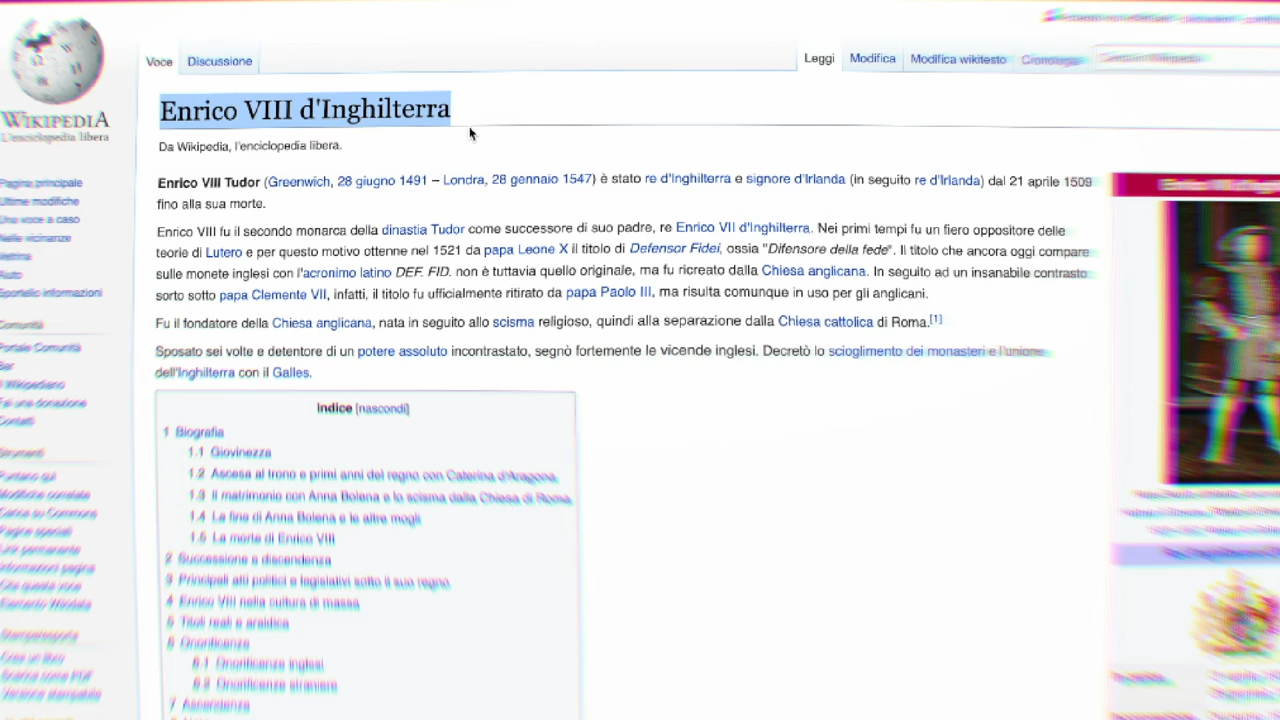 WIKIPEDIA
L'enciclopedia libera
Voce
Discussione
Leggi
Modifica
Modifica wikitesto
Cronologia
Enrico VIII d'Inghilterra
Da Wikipedia, l'enciclopedia libera.
Enrico VIII Tudor (Greenwich, 28 giugno 1491 – Londra, 28 gennaio 1547) è stato re d'Inghilterra e signore d'Irlanda (in seguito re d'Irlanda) dal 21 aprile 1509
fino alla sua morte.
Enrico VIII fu il secondo monarca della dinastia Tudor come successore di suo padre, re Enrico VII d'Inghilterra. Nei primi tempi fu un fiero oppositore delle
teorie di Lutero e per questo motivo ottenne nel 1521 da papa Leone X il titolo di Defensor Fidei, ossia "Difensore della fede". Il titolo che ancora oggi compare
sulle monete inglesi con l'acronimo latino DEF. FID. non è tuttavia quello originale, ma fu ricreato dalla Chiesa anglicana. In seguito ad un insanabile contrasto
sorto sotto papa Clemente VII, infatti, il titolo fu ufficialmente ritirato da papa Paolo III, ma risulta comunque in uso per gli anglicani.
Fu il fondatore della Chiesa anglicana, nata in seguito allo scisma religioso, quindi alla separazione dalla Chiesa cattolica di Roma.[1]
Sposato sei volte e detentore di un potere assoluto incontrastato, segnò fortemente le vicende inglesi. Decretò lo scioglimento dei monasteri e l'unione
dell'Inghilterra con il Galles.
Indice [nascondi]
1 Biografia
1.1 Giovinezza
1.2 Ascesa al trono e primi anni del regno con Caterina d'Aragona
1.3 Il matrimonio con Anna Bolena e lo scisma dalla Chiesa di Roma
1.4 La fine di Anna Bolena e le altre mogli
1.5 La morte di Enrico VIII
2 Successione e discendenza
3 Principali atti politici e legislativi sotto il suo regno
4 Enrico VIII nella cultura di massa
5 Titoli reali e araldica
6 Onorificenze
6.1 Onorificenze inglesi
6.2 Onorificenze straniere
7 Ascendenza
Pagina principale
Ultime modifiche
Una voce a caso
Nelle vicinanze
Vetrina
Aiuto
Sportello informazioni
Comunità
Portale Comunità
Bar
Il Wikipediano
Fai una donazione
Contatti
Strumenti
Puntano qui
Modifiche correlate
Carica su Commons
Pagine speciali
Link permanente
Informazioni pagina
Cita questa voce
Elemento Wikidata
Stampa/esporta
Crea un libro
Scarica come PDF
Versione stampabile